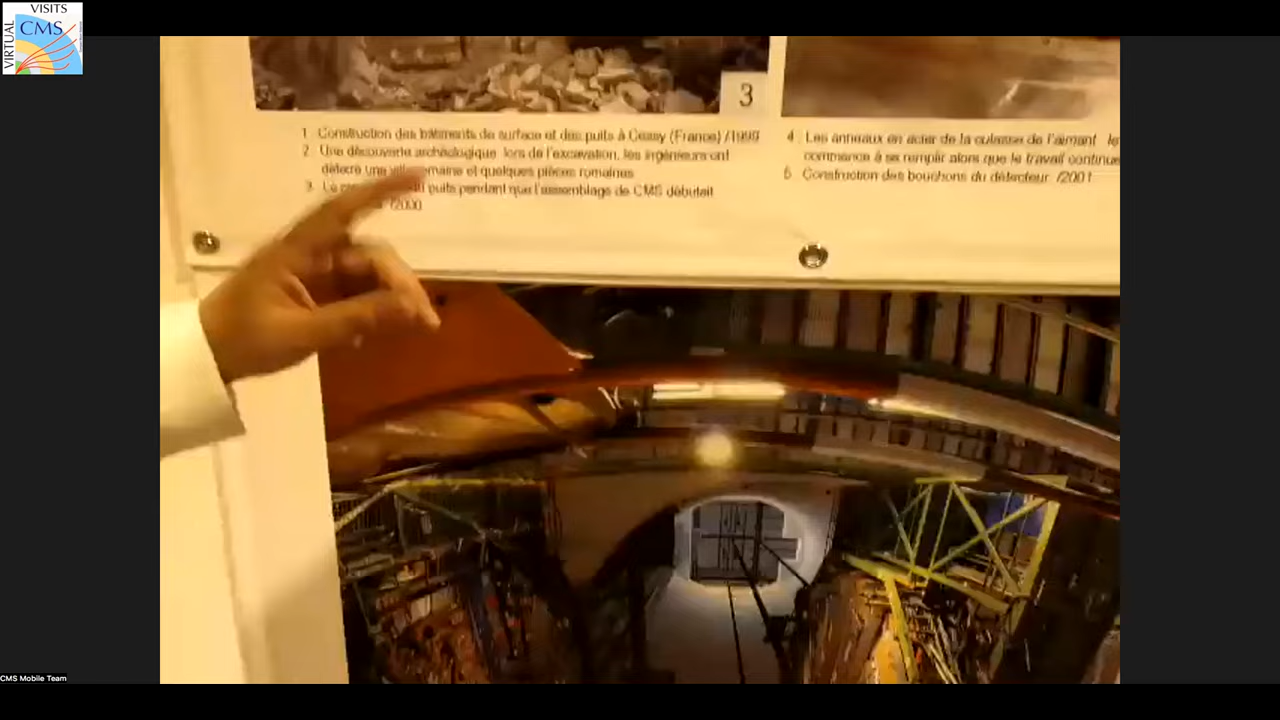 VIRTUAL
VISITS
CMS
3
1 Construction des bâtiments de surface et des puits à Cessy (France) /1999
2 Une découverte archéologique lors de l'excavation, les ingénieurs ont
déterré une villa romaine et quelques pièces romaines
3 Le puits pendant que l'assemblage de CMS débutait
/2000
4 Les anneaux en acier de la culasse de l'aimant
commence à se remplir alors que le travail continue
5 Construction des bouchons du détecteur /2001
CMS Mobile Team